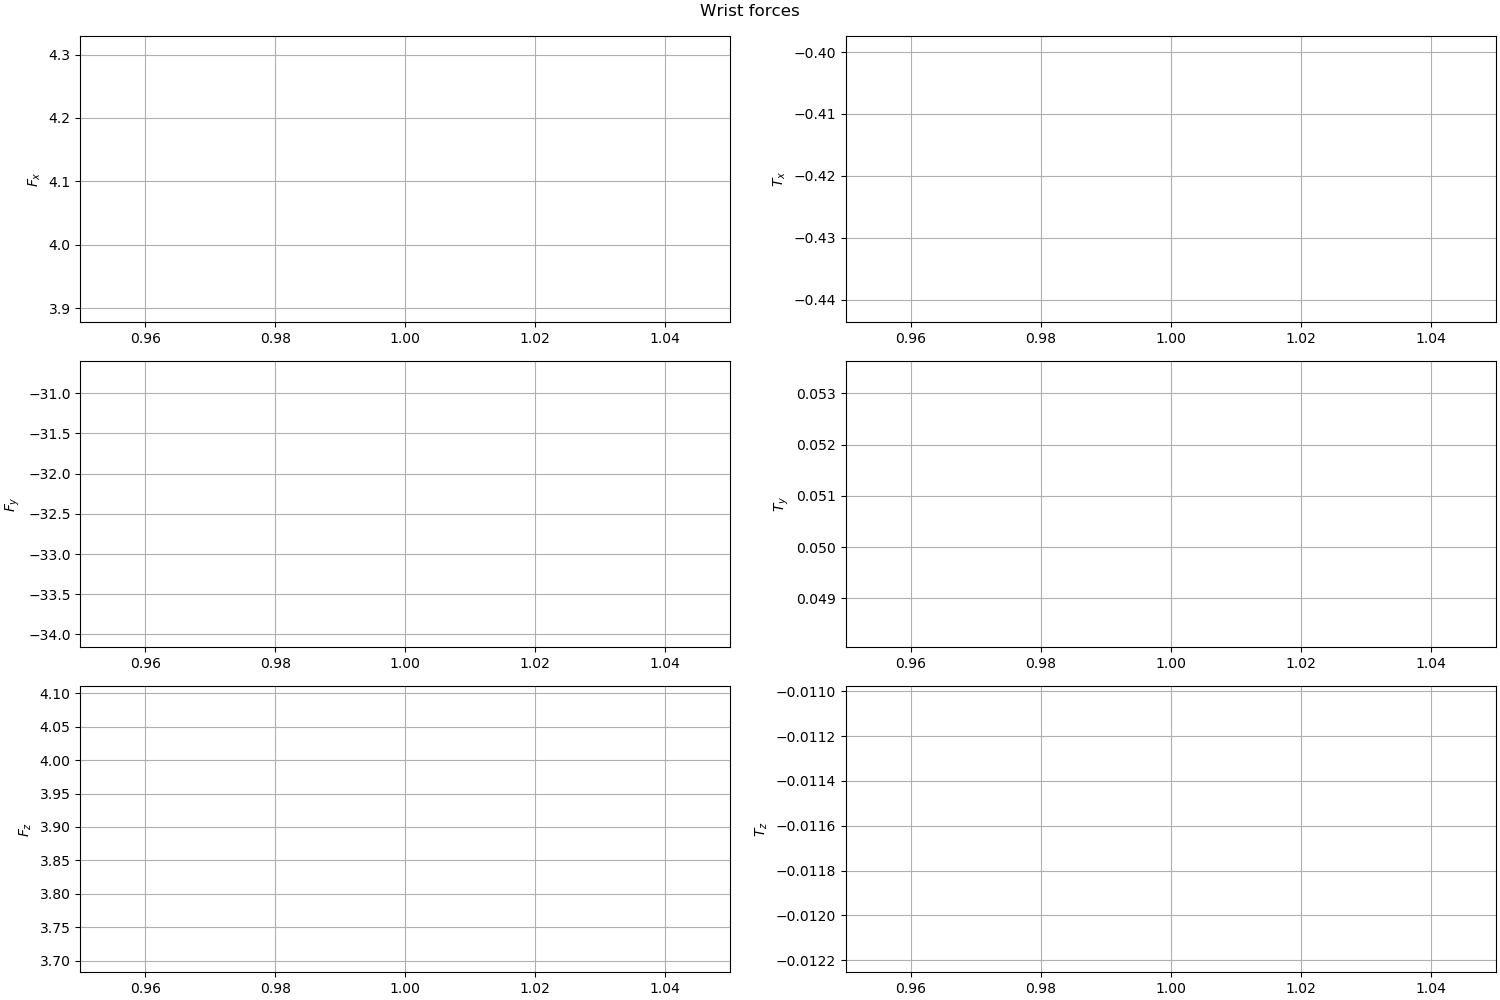 Wrist forces
4.3
4.2
4.1
4.0
3.9
F_x
0.96 0.98 1.00 1.02 1.04
−0.40
−0.41
−0.42
−0.43
−0.44
T_x
0.96 0.98 1.00 1.02 1.04
−31.0
−31.5
−32.0
−32.5
−33.0
−33.5
−34.0
F_y
0.96 0.98 1.00 1.02 1.04
0.053
0.052
0.051
0.050
0.049
T_y
0.96 0.98 1.00 1.02 1.04
4.10
4.05
4.00
3.95
3.90
3.85
3.80
3.75
3.70
F_z
0.96 0.98 1.00 1.02 1.04
−0.0110
−0.0112
−0.0114
−0.0116
−0.0118
−0.0120
−0.0122
T_z
0.96 0.98 1.00 1.02 1.04